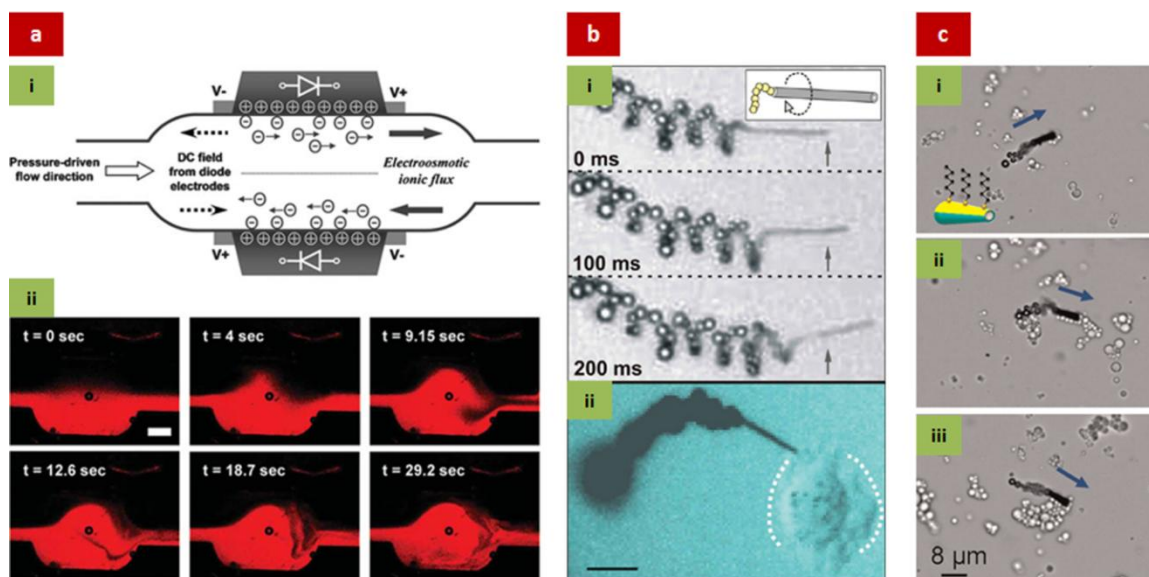 a
i
V-
V+
Pressure-driven
flow direction
DC field
from diode
electrodes
Electroosmotic
ionic flux
V+
V-
ii
t = 0 sec
t = 4 sec
t = 9.15 sec
t = 12.6 sec
t = 18.7 sec
t = 29.2 sec
b
i
0 ms
100 ms
200 ms
ii
c
i
ii
iii
8 µm